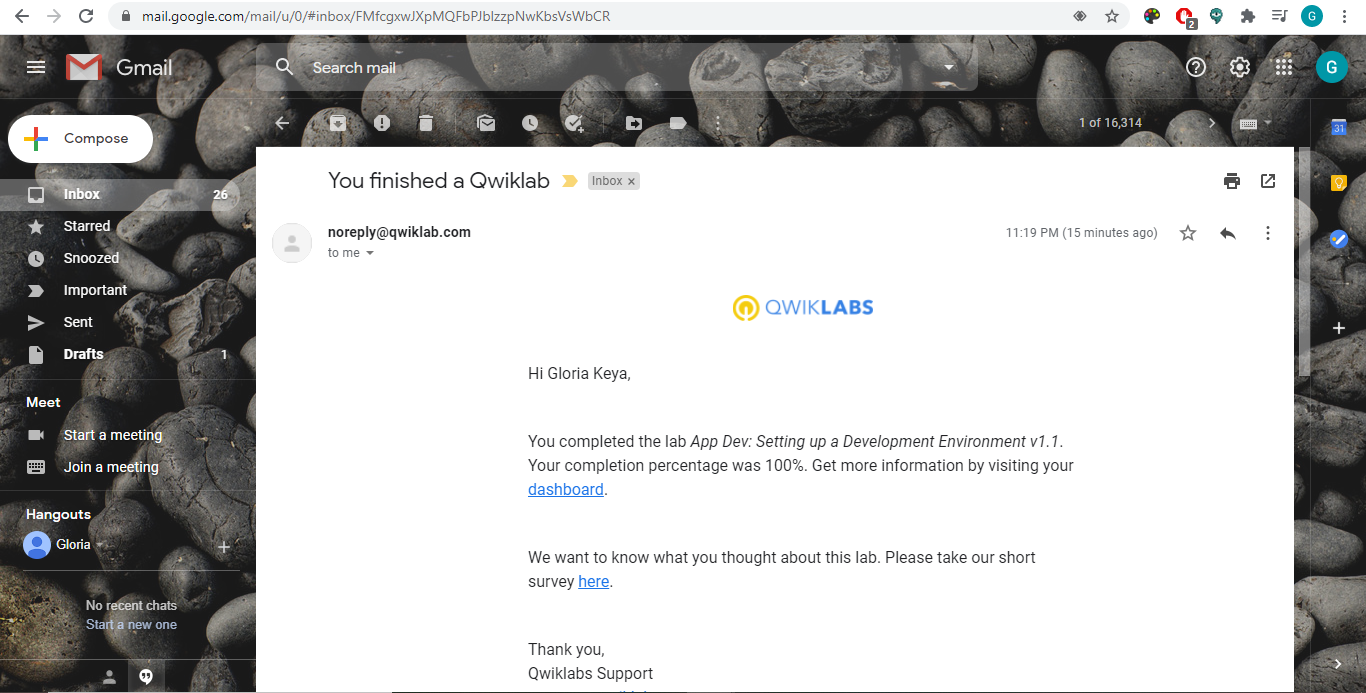 mail.google.com/mail/u/0/#inbox/FMfcgxwJXpMQFbPJblzzpNwKbsVsWbCR
2
G
Gmail
Search mail
G
Compose
1 of 16,314
31
Inbox 26
Starred
Snoozed
Important
Sent
Drafts 1
Meet
Start a meeting
Join a meeting
Hangouts
Gloria
No recent chats
Start a new one
You finished a Qwiklab
Inbox x
noreply@qwiklab.com
11:19 PM (15 minutes ago)
to me
QWIKLABS
Hi Gloria Keya,
You completed the lab App Dev: Setting up a Development Environment v1.1.
Your completion percentage was 100%. Get more information by visiting your
dashboard.
We want to know what you thought about this lab. Please take our short
survey here.
Thank you,
Qwiklabs Support